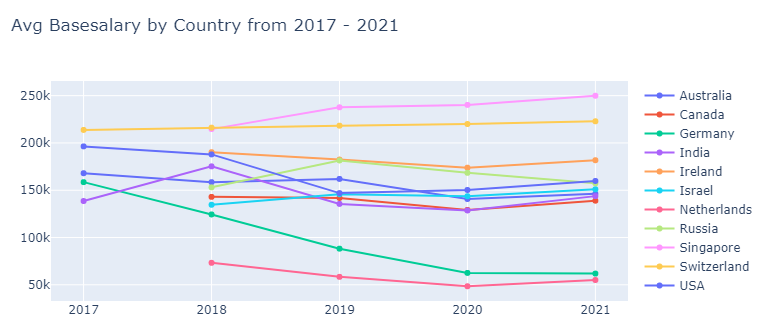 Avg Basesalary by Country from 2017 - 2021
250k
200k
150k
100k
50k
2017 2018 2019 2020 2021
Australia
Canada
Germany
India
Ireland
Israel
Netherlands
Russia
Singapore
Switzerland
USA